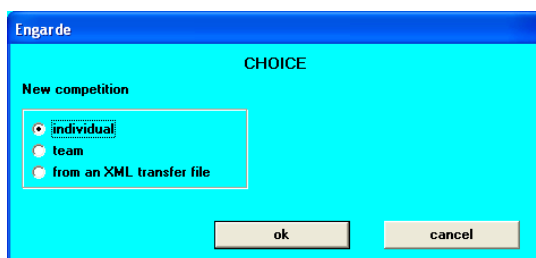 Engarde
CHOICE
New competition
individual
team
from an XML transfer file
ok
cancel